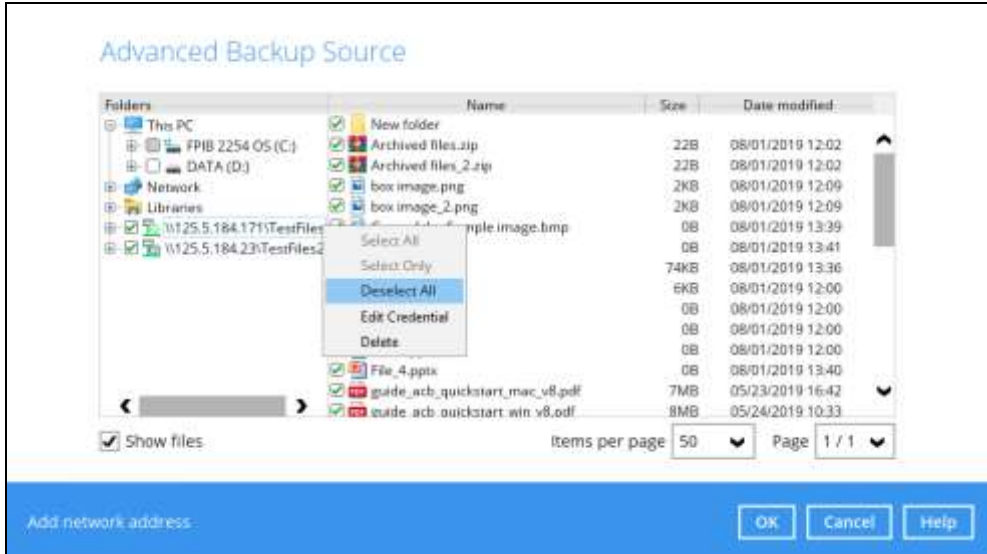 Advanced Backup Source
Folders Name Size Date modified
This PC New folder
FPIB 2254 OS (C:) Archived files.zip 22B 08/01/2019 12:02
DATA (D:) Archived files_2.zip 22B 08/01/2019 12:02
Network box image.png 2KB 08/01/2019 12:09
Libraries box image_2.png 2KB 08/01/2019 12:09
\\125.5.184.171\TestFiles mple image.bmp 0B 08/01/2019 13:39
\\125.5.184.23\TestFiles2 0B 08/01/2019 13:41
Select All
Select Only 74KB 08/01/2019 13:36
Deselect All 6KB 08/01/2019 12:00
Edit Credential 0B 08/01/2019 12:00
0B 08/01/2019 12:00
Delete 0B 08/01/2019 12:00
File_4.pptx 0B 08/01/2019 13:40
guide_acb_quickstart_mac_v8.pdf 7MB 05/23/2019 16:42
guide_acb_quickstart_win_v8.pdf 8MB 05/24/2019 10:33
Show files Items per page 50 Page 1 / 1
Add network address OK Cancel Help